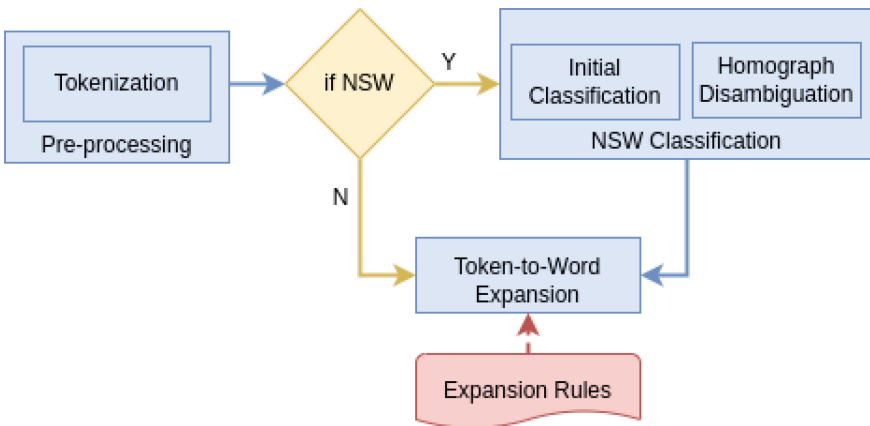 Tokenization
Pre-processing
if NSW
Y
N
Initial
Classification
Homograph
Disambiguation
NSW Classification
Token-to-Word
Expansion
Expansion Rules